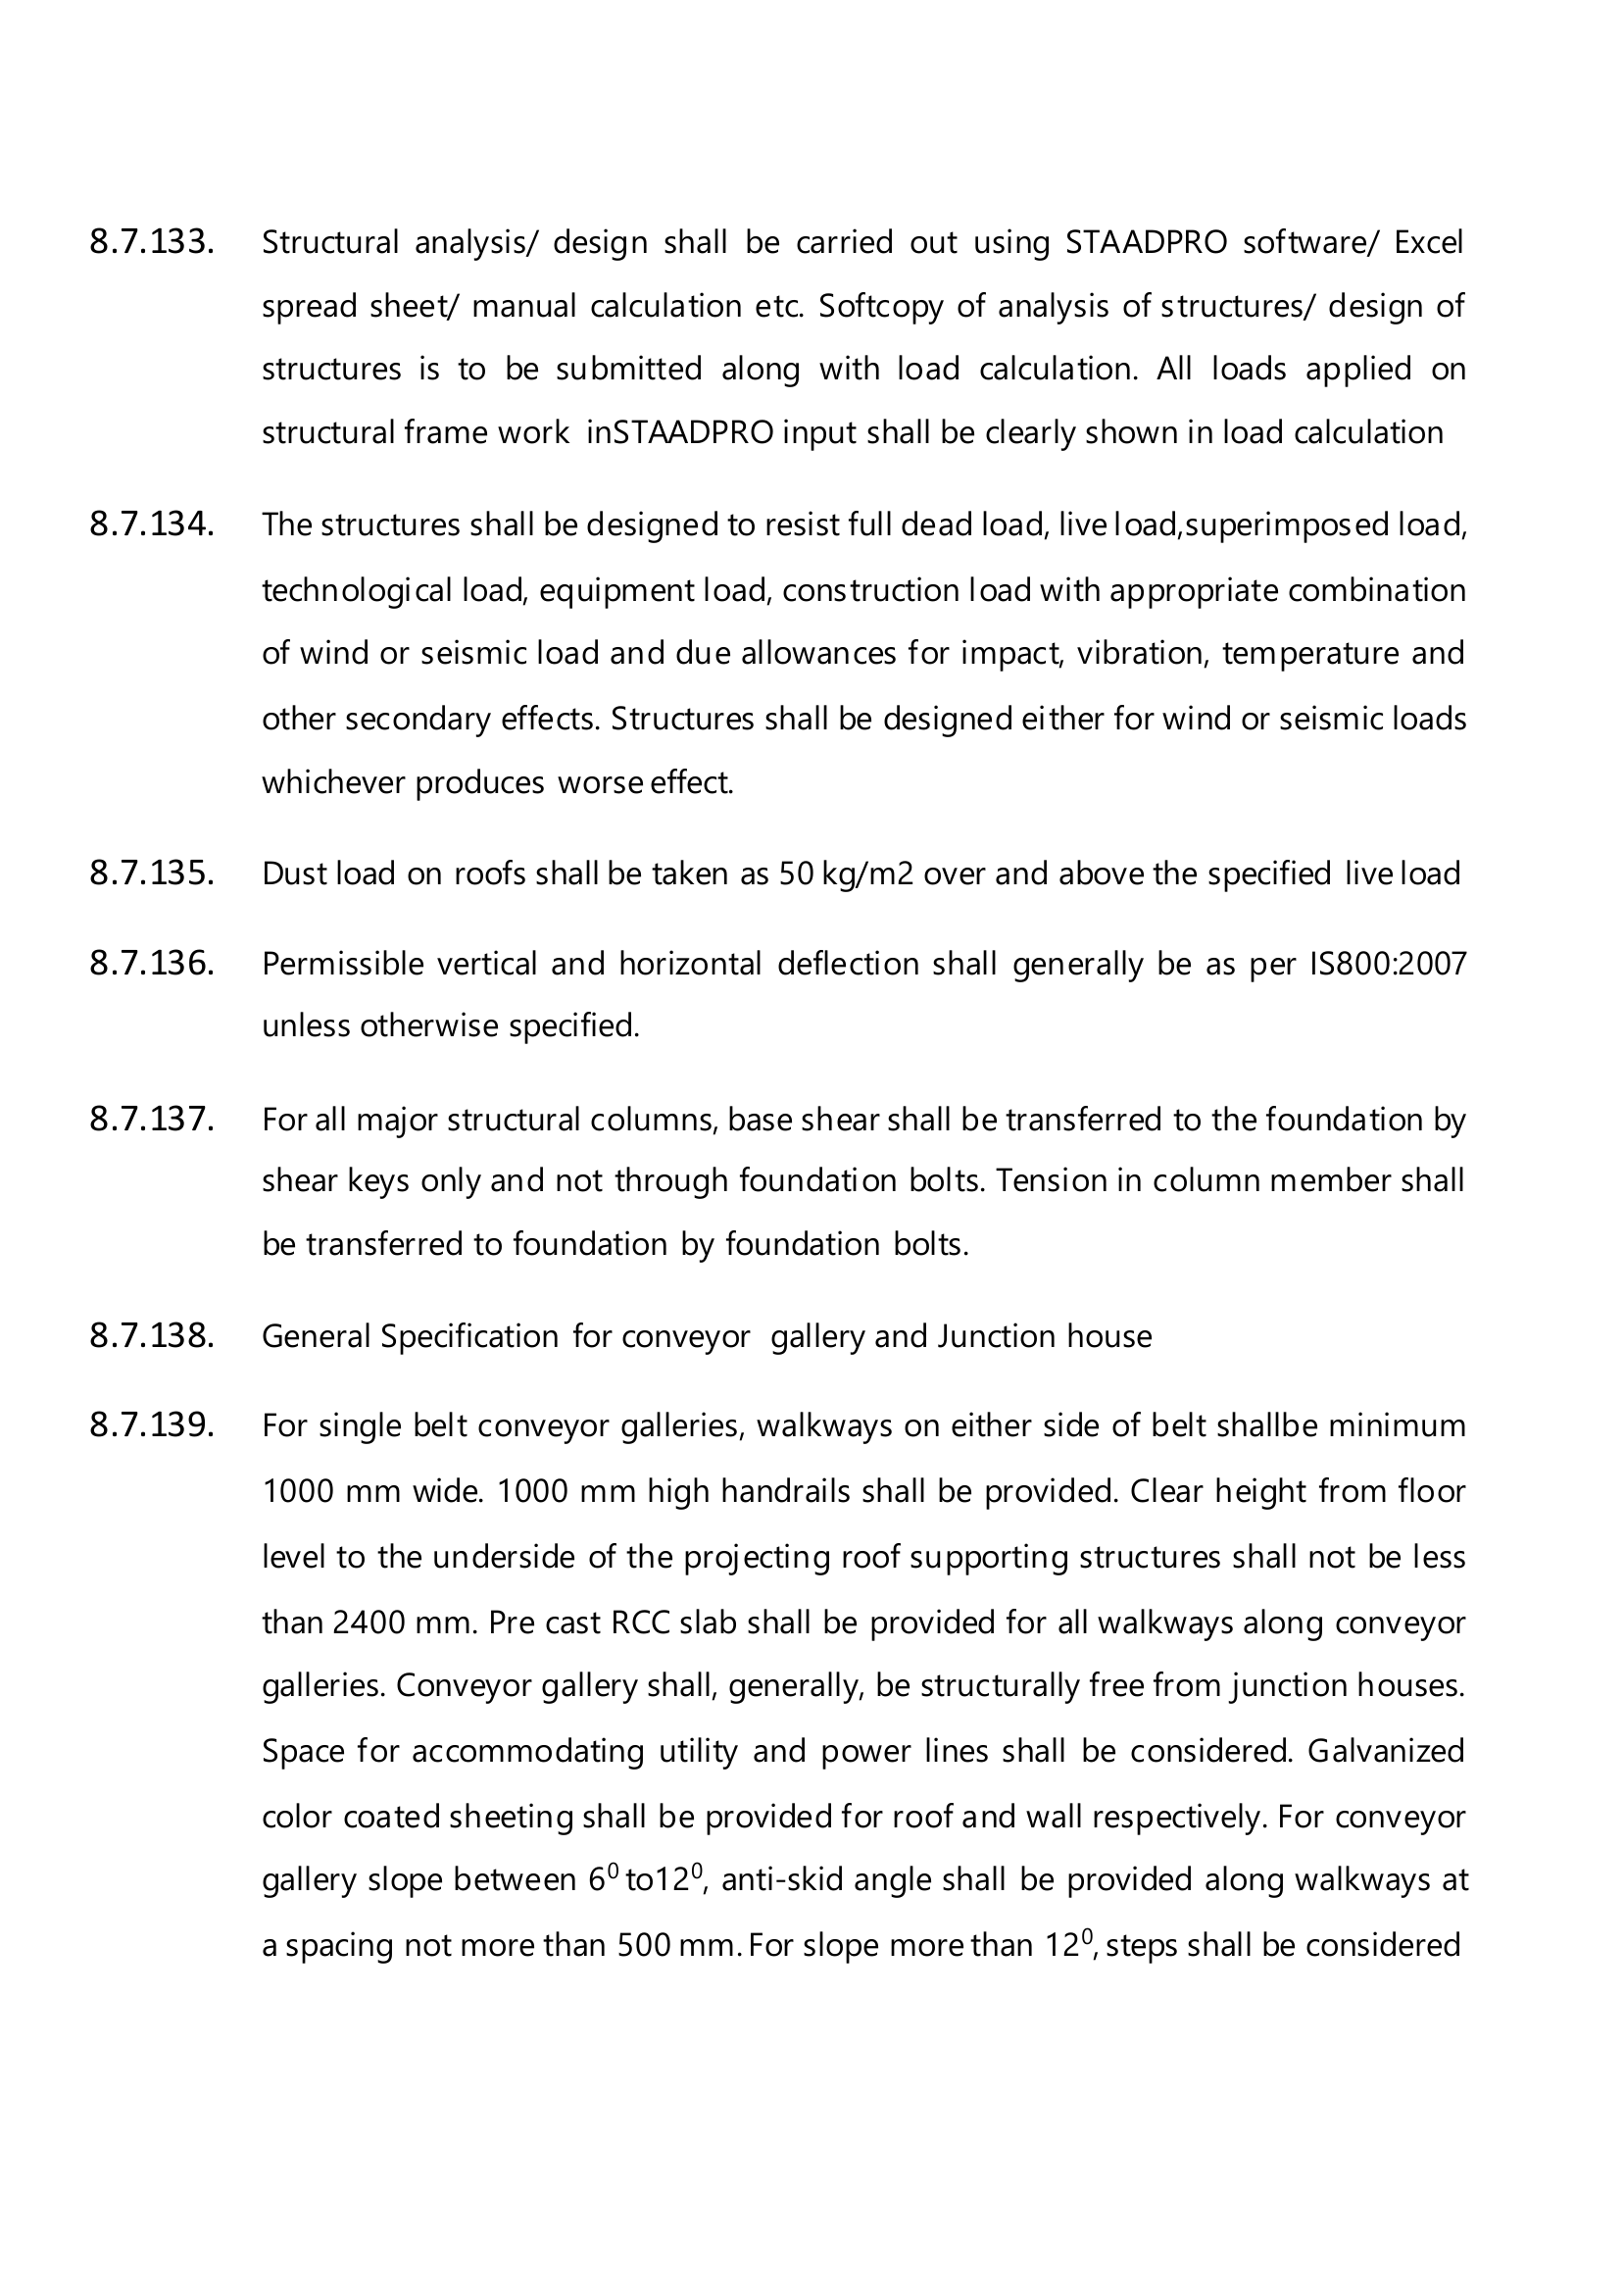 8.7.133. Structural analysis/ design shall be carried out using STAADPRO software/ Excel
spread sheet/ manual calculation etc. Softcopy of analysis of structures/ design of
structures is to be submitted along with load calculation. All loads applied on
structural frame work inSTAADPRO input shall be clearly shown in load calculation
8.7.134. The structures shall be designed to resist full dead load, live load,superimposed load,
technological load, equipment load, construction load with appropriate combination
of wind or seismic load and due allowances for impact, vibration, temperature and
other secondary effects. Structures shall be designed either for wind or seismic loads
whichever produces worse effect.
8.7.135. Dust load on roofs shall be taken as 50 kg/m2 over and above the specified live load
8.7.136. Permissible vertical and horizontal deflection shall generally be as per IS800:2007
unless otherwise specified.
8.7.137. For all major structural columns, base shear shall be transferred to the foundation by
shear keys only and not through foundation bolts. Tension in column member shall
be transferred to foundation by foundation bolts.
8.7.138. General Specification for conveyor gallery and Junction house
8.7.139. For single belt conveyor galleries, walkways on either side of belt shallbe minimum
1000 mm wide. 1000 mm high handrails shall be provided. Clear height from floor
level to the underside of the projecting roof supporting structures shall not be less
than 2400 mm. Pre cast RCC slab shall be provided for all walkways along conveyor
galleries. Conveyor gallery shall, generally, be structurally free from junction houses.
Space for accommodating utility and power lines shall be considered. Galvanized
color coated sheeting shall be provided for roof and wall respectively. For conveyor
gallery slope between 6⁰ to12⁰, anti-skid angle shall be provided along walkways at
a spacing not more than 500 mm. For slope more than 12⁰, steps shall be considered